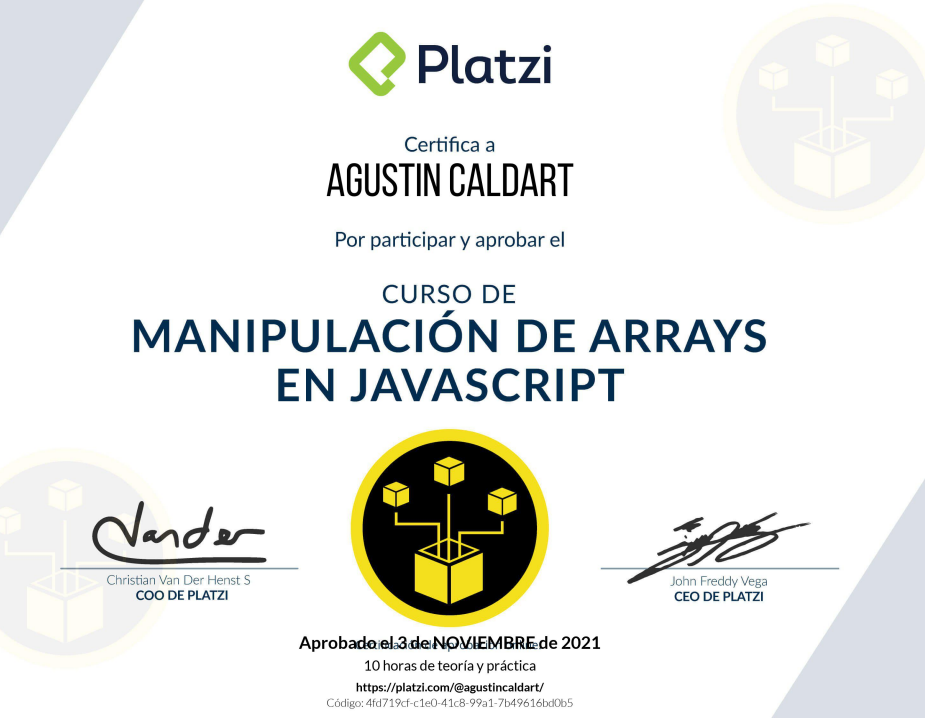 Platzi
Certifica a
AGUSTIN CALDART
Por participar y aprobar el
CURSO DE
MANIPULACIÓN DE ARRAYS
EN JAVASCRIPT
Vander
Christian Van Der Henst S
COO DE PLATZI
John Freddy Vega
CEO DE PLATZI
Aprobado el 3 de NOVIEMBRE de 2021
10 horas de teoría y práctica
https://platzi.com/@agustincaldart/
Código: 4fd719cf-c1e0-41c8-99a1-7b49616bd0b5